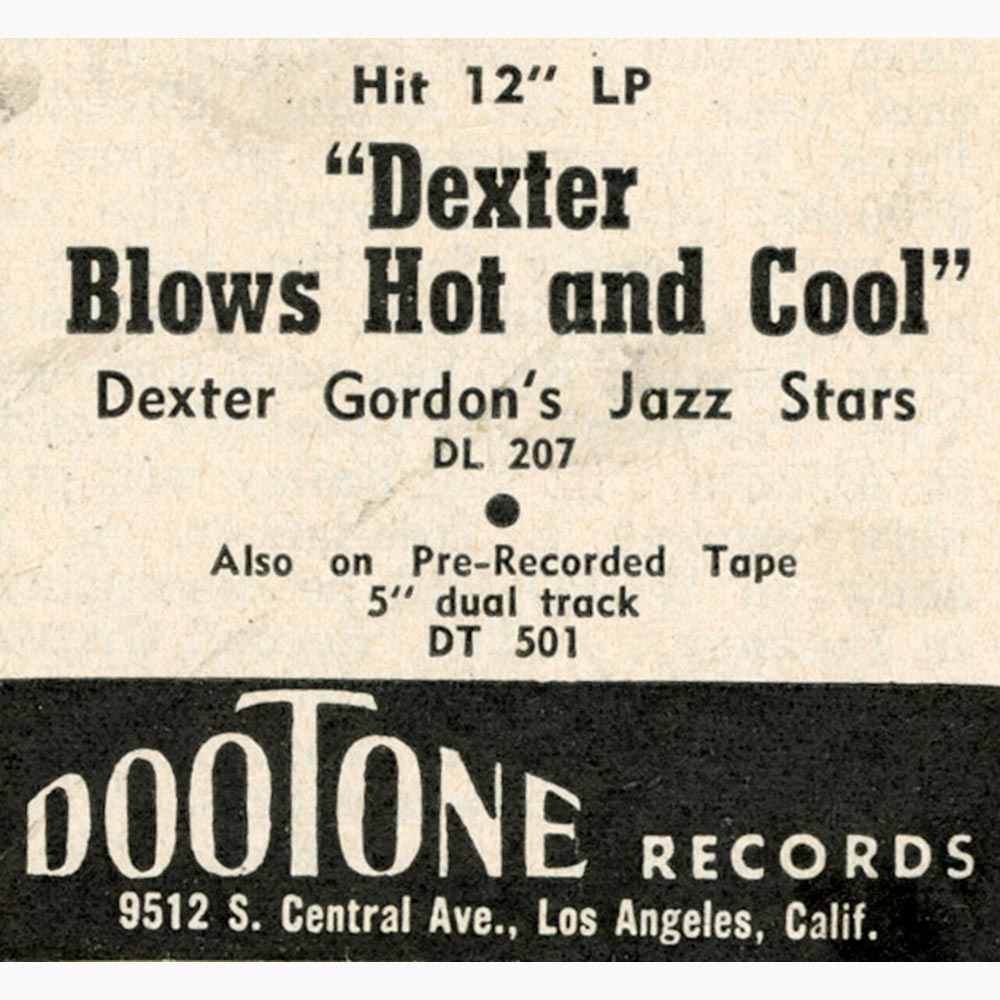 Hit 12" LP
"Dexter
Blows Hot and Cool"
Dexter Gordon's Jazz Stars
DL 207
●
Also on Pre-Recorded Tape
5" dual track
DT 501
DOOTONE RECORDS
9512 S. Central Ave., Los Angeles, Calif.